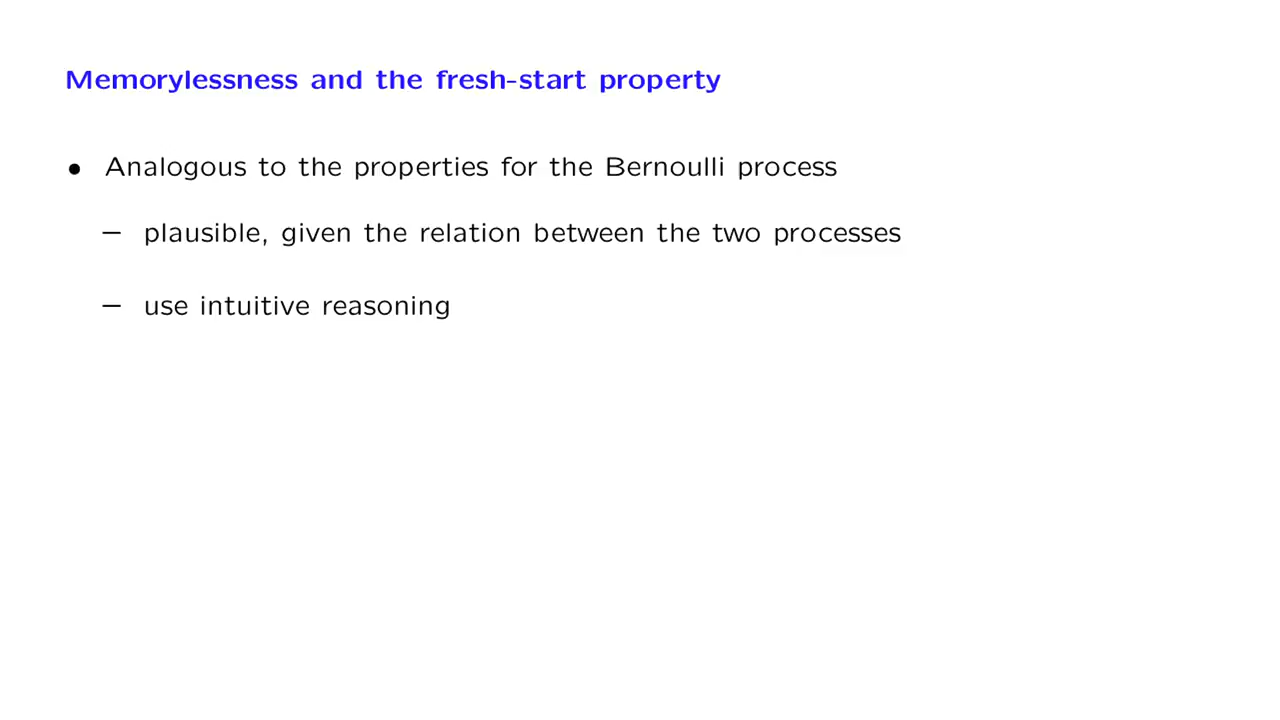 Memorylessness and the fresh-start property
• Analogous to the properties for the Bernoulli process
– plausible, given the relation between the two processes
– use intuitive reasoning